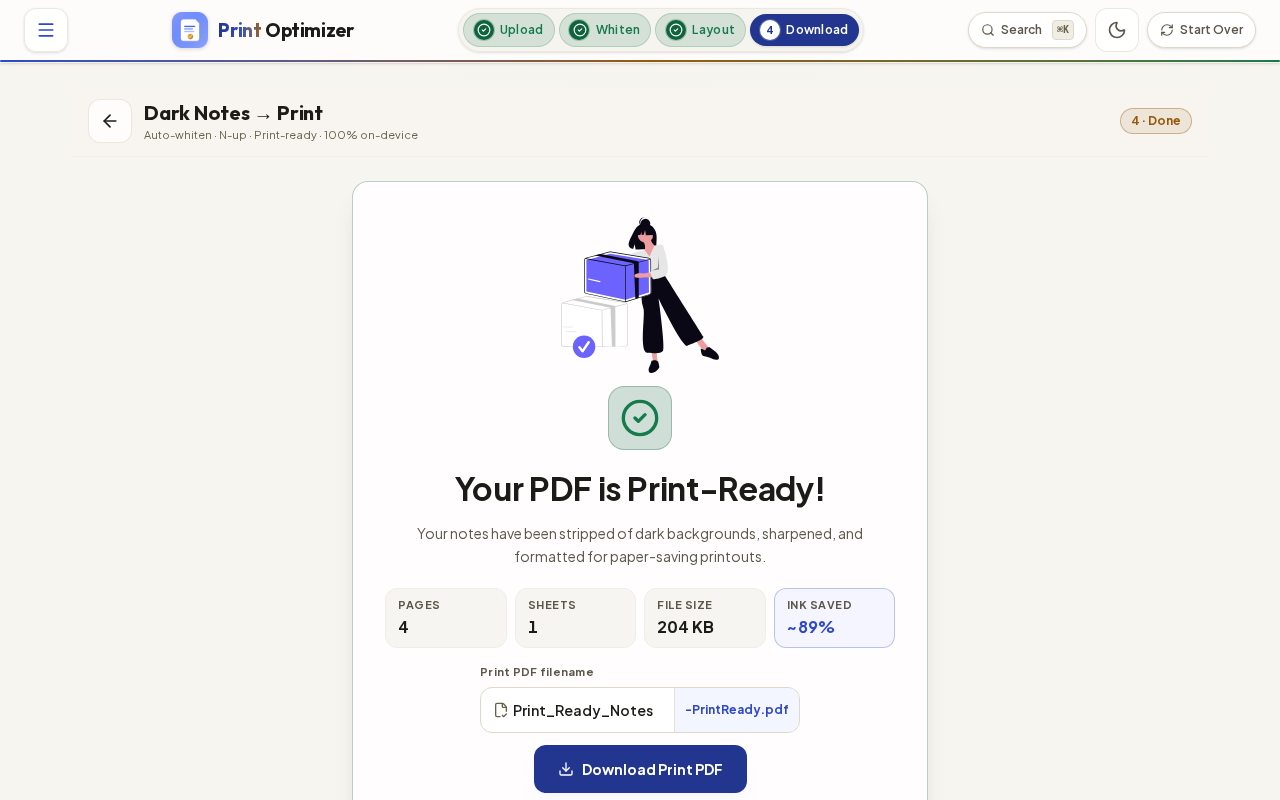 Print Optimizer
Upload
Whiten
Layout
4 Download
Search ⌘K
Start Over
Dark Notes → Print
Auto-whiten · N-up · Print-ready · 100% on-device
4 · Done
Your PDF is Print-Ready!
Your notes have been stripped of dark backgrounds, sharpened, and
formatted for paper-saving printouts.
PAGES
4
SHEETS
1
FILE SIZE
204 KB
INK SAVED
~89%
Print PDF filename
Print_Ready_Notes
-PrintReady.pdf
Download Print PDF